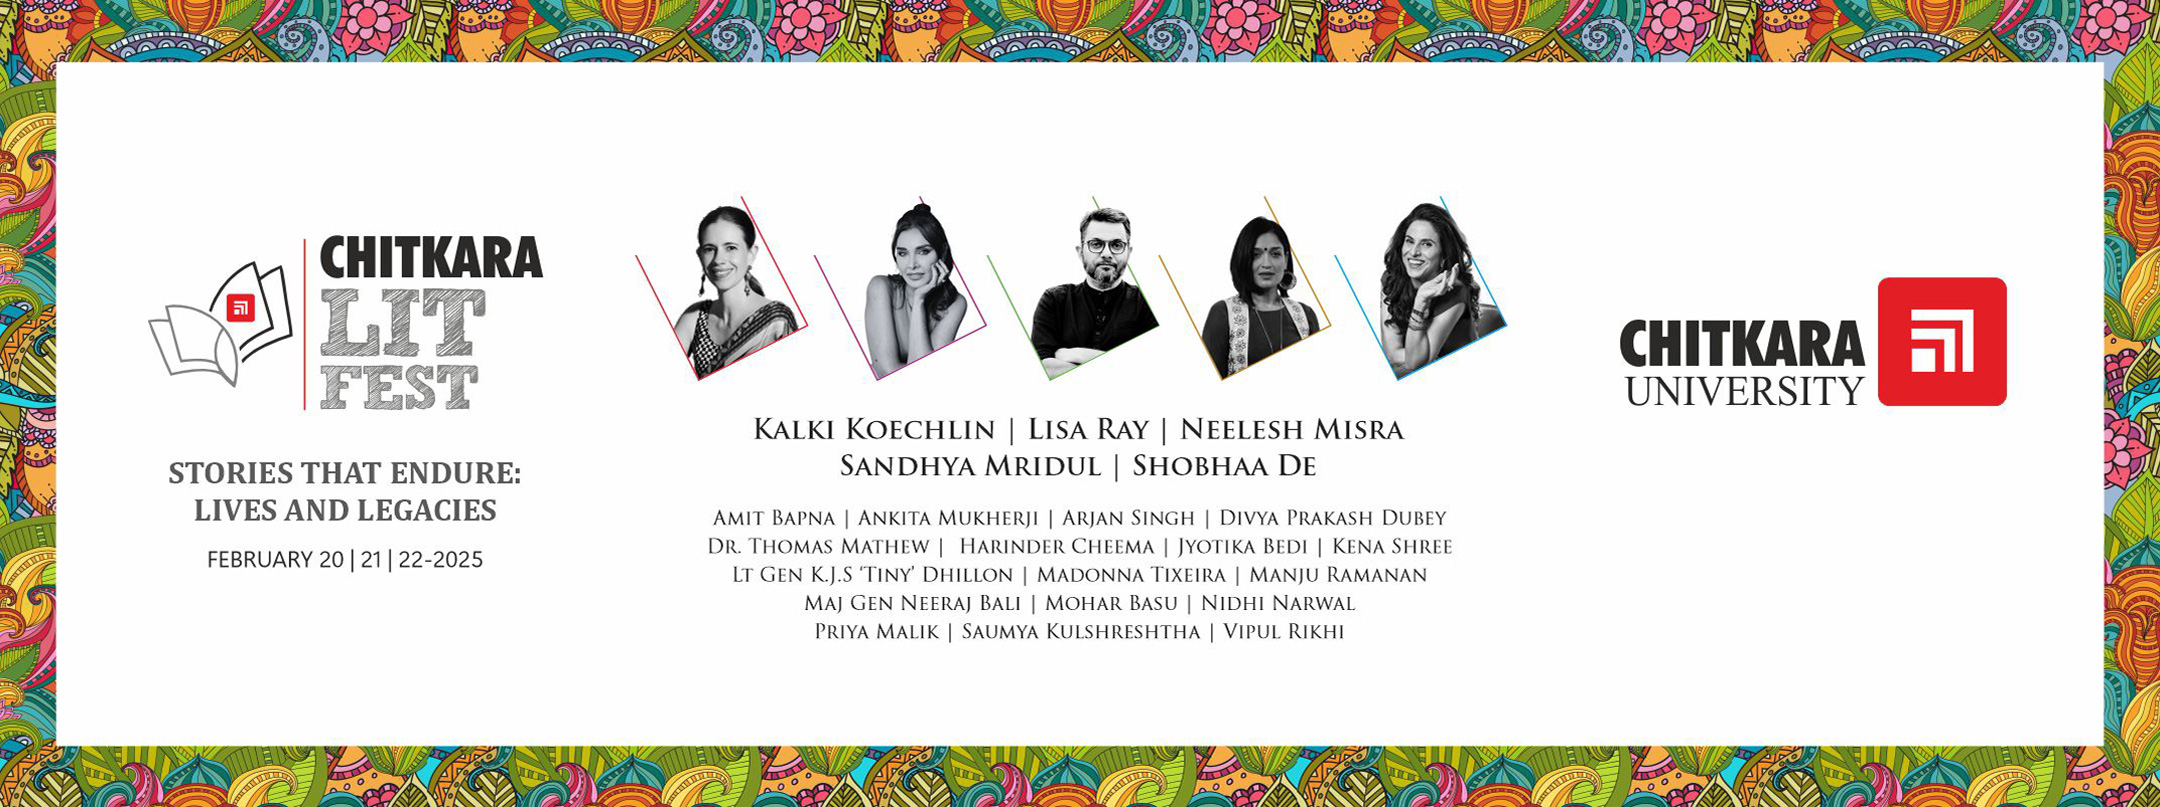 CHITKARA
LIT
FEST
STORIES THAT ENDURE:
LIVES AND LEGACIES
FEBRUARY 20 | 21 | 22-2025
KALKI KOECHLIN | LISA RAY | NEELESH MISRA
SANDHYA MRIDUL | SHOBHAA DE
AMIT BAPNA | ANKITA MUKHERJI | ARJAN SINGH | DIVYA PRAKASH DUBEY
DR. THOMAS MATHEW | HARINDER CHEEMA | JYOTIKA BEDI | KENA SHREE
LT GEN K.J.S 'TINY' DHILLON | MADONNA TIXEIRA | MANJU RAMANAN
MAJ GEN NEERAJ BALI | MOHAR BASU | NIDHI NARWAL
PRIYA MALIK | SAUMYA KULSHRESHTHA | VIPUL RIKHI
CHITKARA
UNIVERSITY